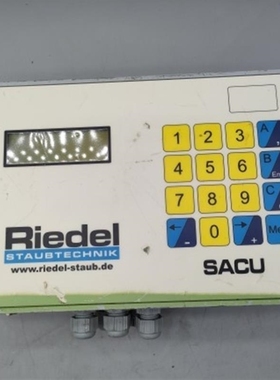 1 2 3 A
4 5 6 B
7 8 9 C
← - 0 → +
Riedel
STAUBTECHNIK
www.riedel-staub.de
SACU